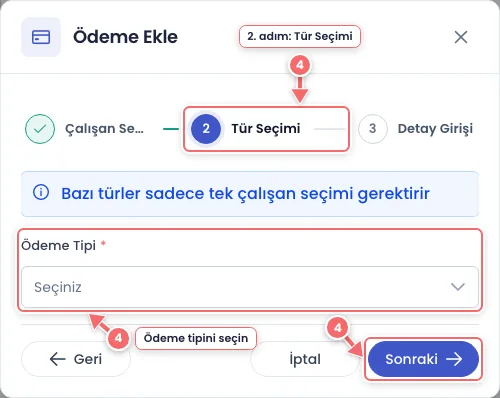 Ödeme Ekle
2. adım: Tür Seçimi
4
Çalışan Se...
2
Tür Seçimi
3
Detay Girişi
Bazı türler sadece tek çalışan seçimi gerektirir
Ödeme Tipi *
Seçiniz
4
Ödeme tipini seçin
4
Geri
İptal
Sonraki